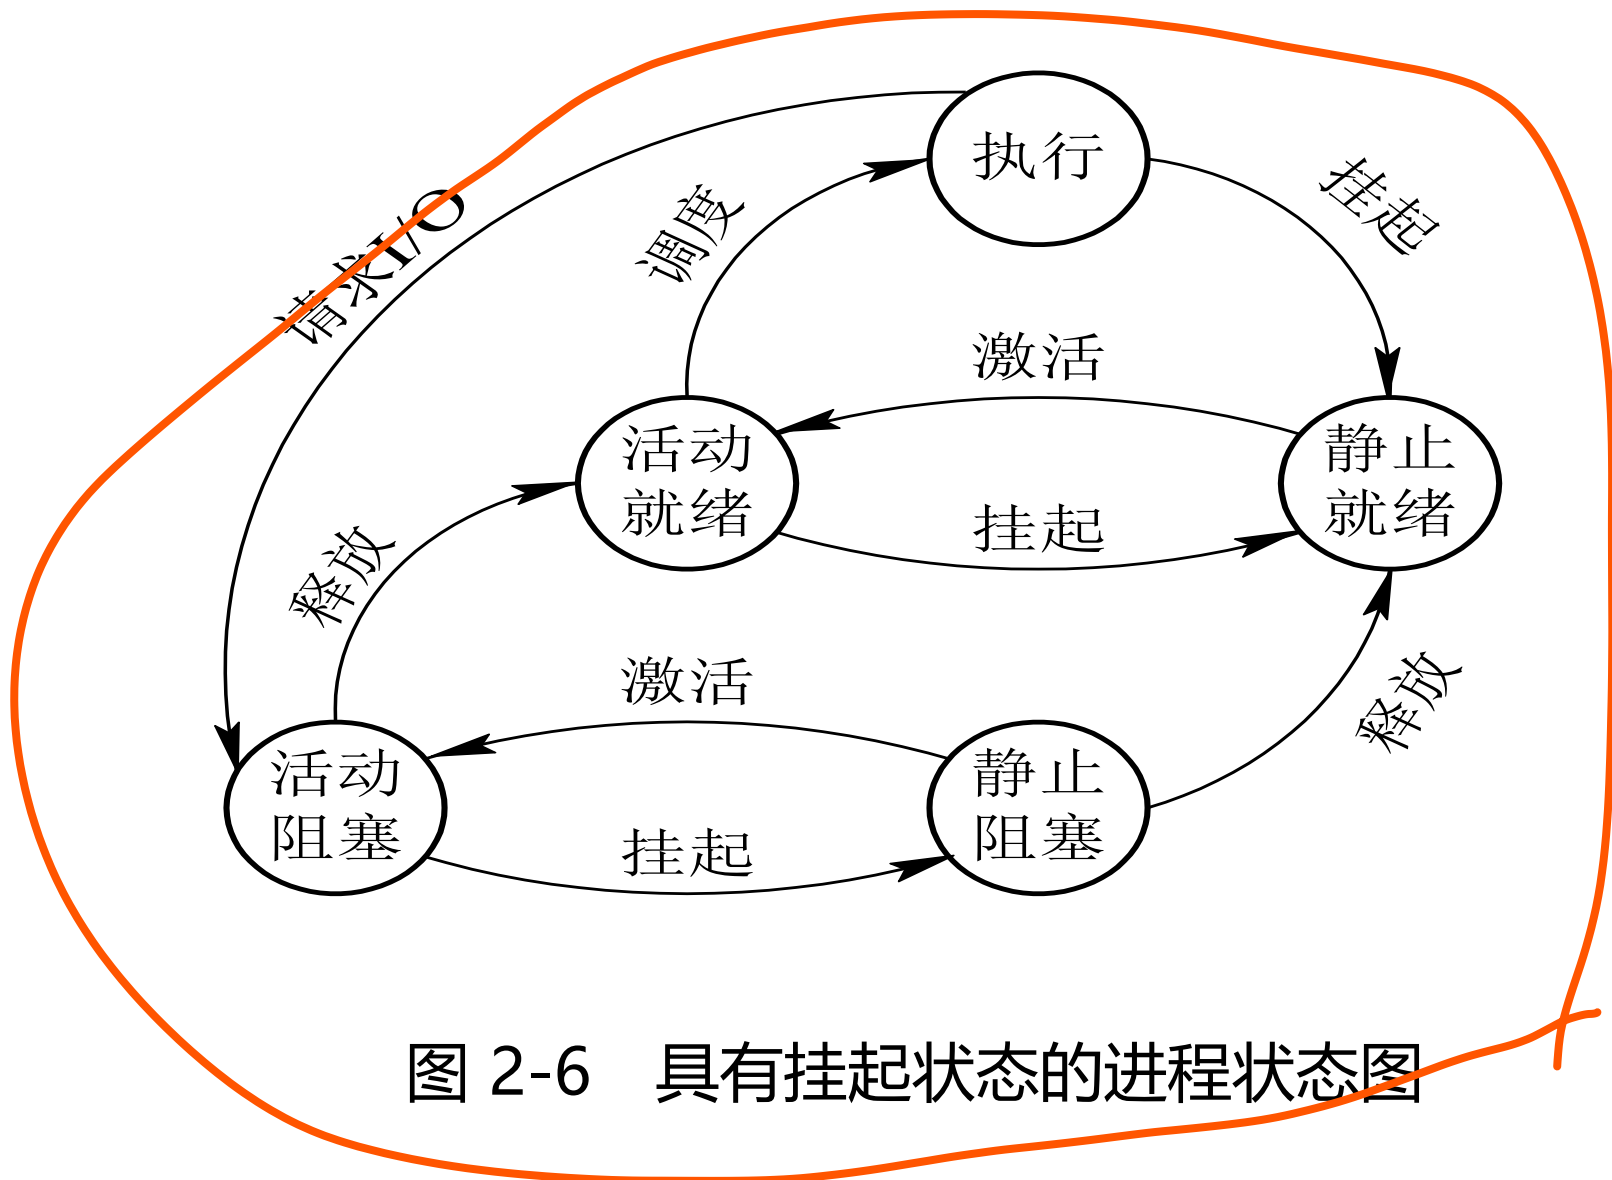 执行
挂起
请求I/O
调度
激活
活动
就绪
静止
就绪
挂起
释放
激活
释放
活动
阻塞
静止
阻塞
挂起
图 2-6 具有挂起状态的进程状态图